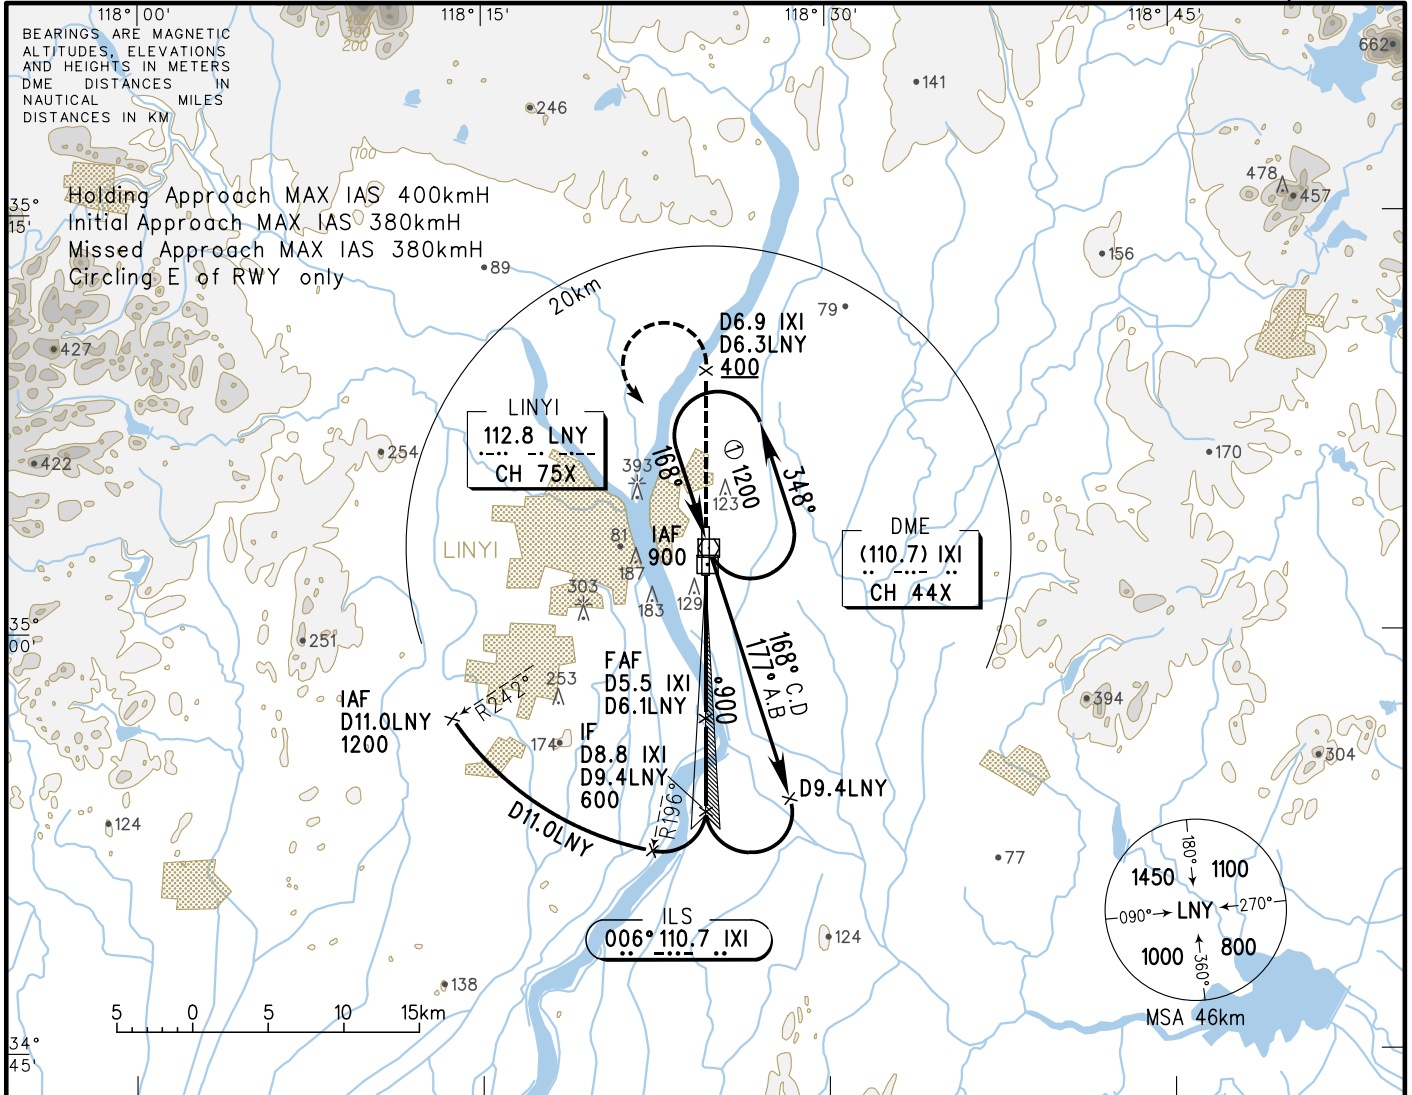 118° 00'
118° 15'
118° 30'
118° 45'
BEARINGS ARE MAGNETIC
ALTITUDES, ELEVATIONS
AND HEIGHTS IN METERS
DME DISTANCES IN
NAUTICAL MILES
DISTANCES IN KM
300
200
100
662
141
246
Holding Approach MAX IAS 400kmH
Initial Approach MAX IAS 380kmH
Missed Approach MAX IAS 380kmH
Circling E of RWY only
35°
15'
478
457
156
89
20km
79
D6.9 IXI
D6.3LNY
400
427
LINYI
112.8 LNY
CH 75X
422
254
393
168°
① 1200
348°
123
170
DME
(110.7) IXI
CH 44X
LINYI
81
IAF
900
187
303
183
129
35°
00'
251
168° C.D
177° A.B
FAF
D5.5 IXI
D6.1LNY
006°
253
R242°
IAF
D11.0LNY
1200
394
174
IF
D8.8 IXI
D9.4LNY
600
304
D9.4LNY
R196°
D11.0LNY
124
77
180°
1450
1100
090°
LNY
270°
1000
800
360°
MSA 46km
ILS
006° 110.7 IXI
124
138
5 0 5 10 15km
34°
45'